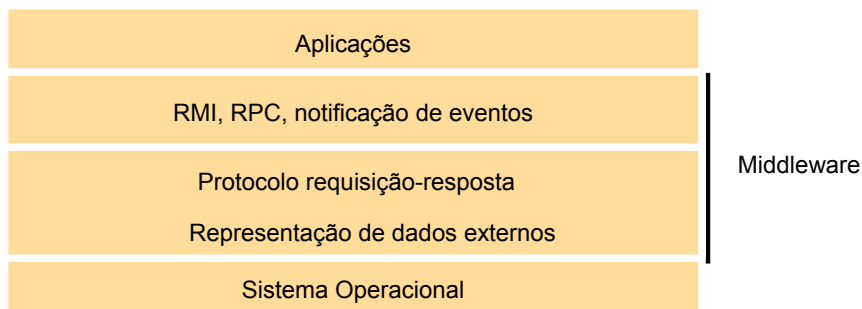 Aplicações
RMI, RPC, notificação de eventos
Middleware
Protocolo requisição-resposta
Representação de dados externos
Sistema Operacional